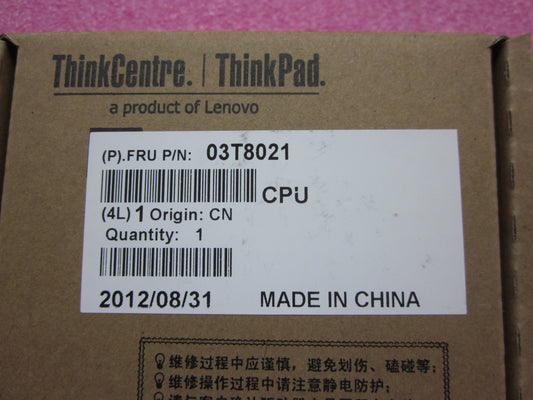 ThinkCentre. | ThinkPad.
a product of Lenovo
(P).FRU P/N: 03T8021
CPU
(4L) 1 Origin: CN
Quantity: 1
2012/08/31 MADE IN CHINA
维修过程中应谨慎，避免划伤、磕碰等；
维修操作过程中请注意静电防护；